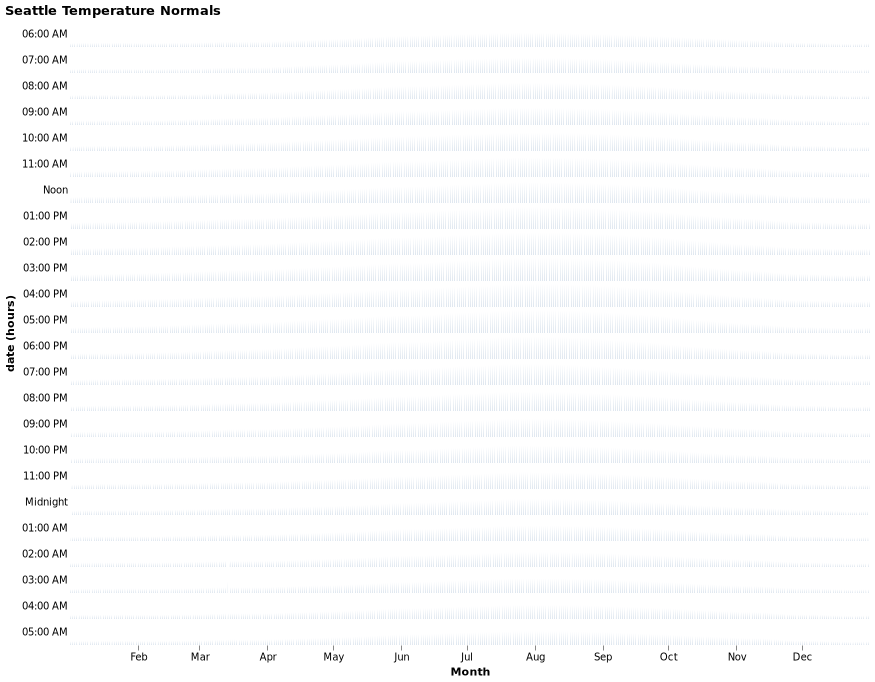 Seattle Temperature Normals
06:00 AM
07:00 AM
08:00 AM
09:00 AM
10:00 AM
11:00 AM
Noon
01:00 PM
02:00 PM
03:00 PM
04:00 PM
05:00 PM
06:00 PM
07:00 PM
08:00 PM
09:00 PM
10:00 PM
11:00 PM
Midnight
01:00 AM
02:00 AM
03:00 AM
04:00 AM
05:00 AM
date (hours)
Feb Mar Apr May Jun Jul Aug Sep Oct Nov Dec
Month